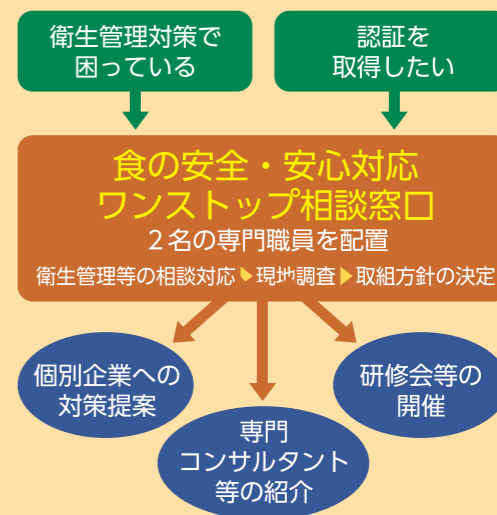 衛生管理対策で
困っている
認証を
取得したい
食の安全・安心対応
ワンストップ相談窓口
２名の専門職員を配置
衛生管理等の相談対応▶現地調査▶取組方針の決定
個別企業への
対策提案
専門
コンサルタント
等の紹介
研修会等の
開催